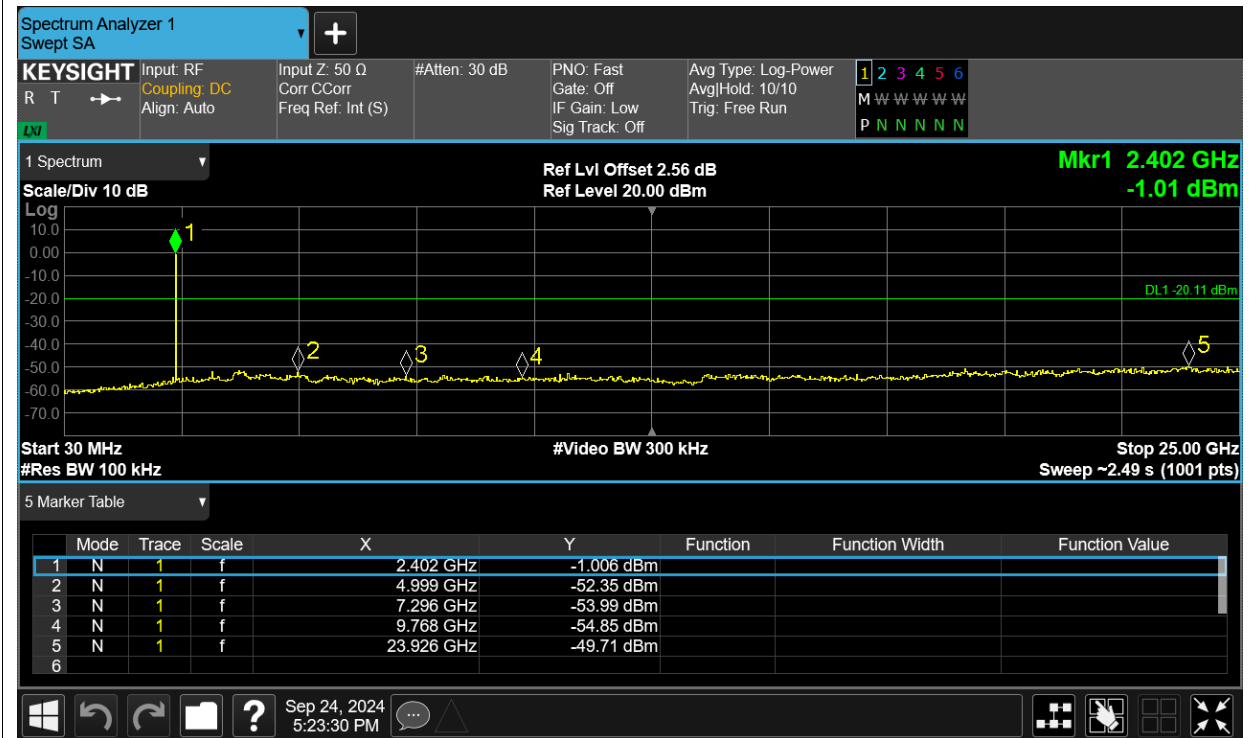 Spectrum Analyzer 1
Swept SA
+
KEYSIGHT
R T
LXI
Input: RF
Coupling: DC
Align: Auto
Input Z: 50 Ω
Corr CCorr
Freq Ref: Int (S)
#Atten: 30 dB
PNO: Fast
Gate: Off
IF Gain: Low
Sig Track: Off
Avg Type: Log-Power
Avg|Hold: 10/10
Trig: Free Run
1 2 3 4 5 6
M W W W W W
P N N N N N
1 Spectrum
Scale/Div 10 dB
Ref Lvl Offset 2.56 dB
Ref Level 20.00 dBm
Mkr1 2.402 GHz
-1.01 dBm
Log
10.0
0.00
-10.0
-20.0
-30.0
-40.0
-50.0
-60.0
-70.0
1
2
3
4
5
DL1 -20.11 dBm
Start 30 MHz
#Res BW 100 kHz
#Video BW 300 kHz
Stop 25.00 GHz
Sweep ~2.49 s (1001 pts)
5 Marker Table
Mode Trace Scale X Y Function Function Width Function Value
1 N 1 f 2.402 GHz -1.006 dBm
2 N 1 f 4.999 GHz -52.35 dBm
3 N 1 f 7.296 GHz -53.99 dBm
4 N 1 f 9.768 GHz -54.85 dBm
5 N 1 f 23.926 GHz -49.71 dBm
6
?
Sep 24, 2024
5:23:30 PM